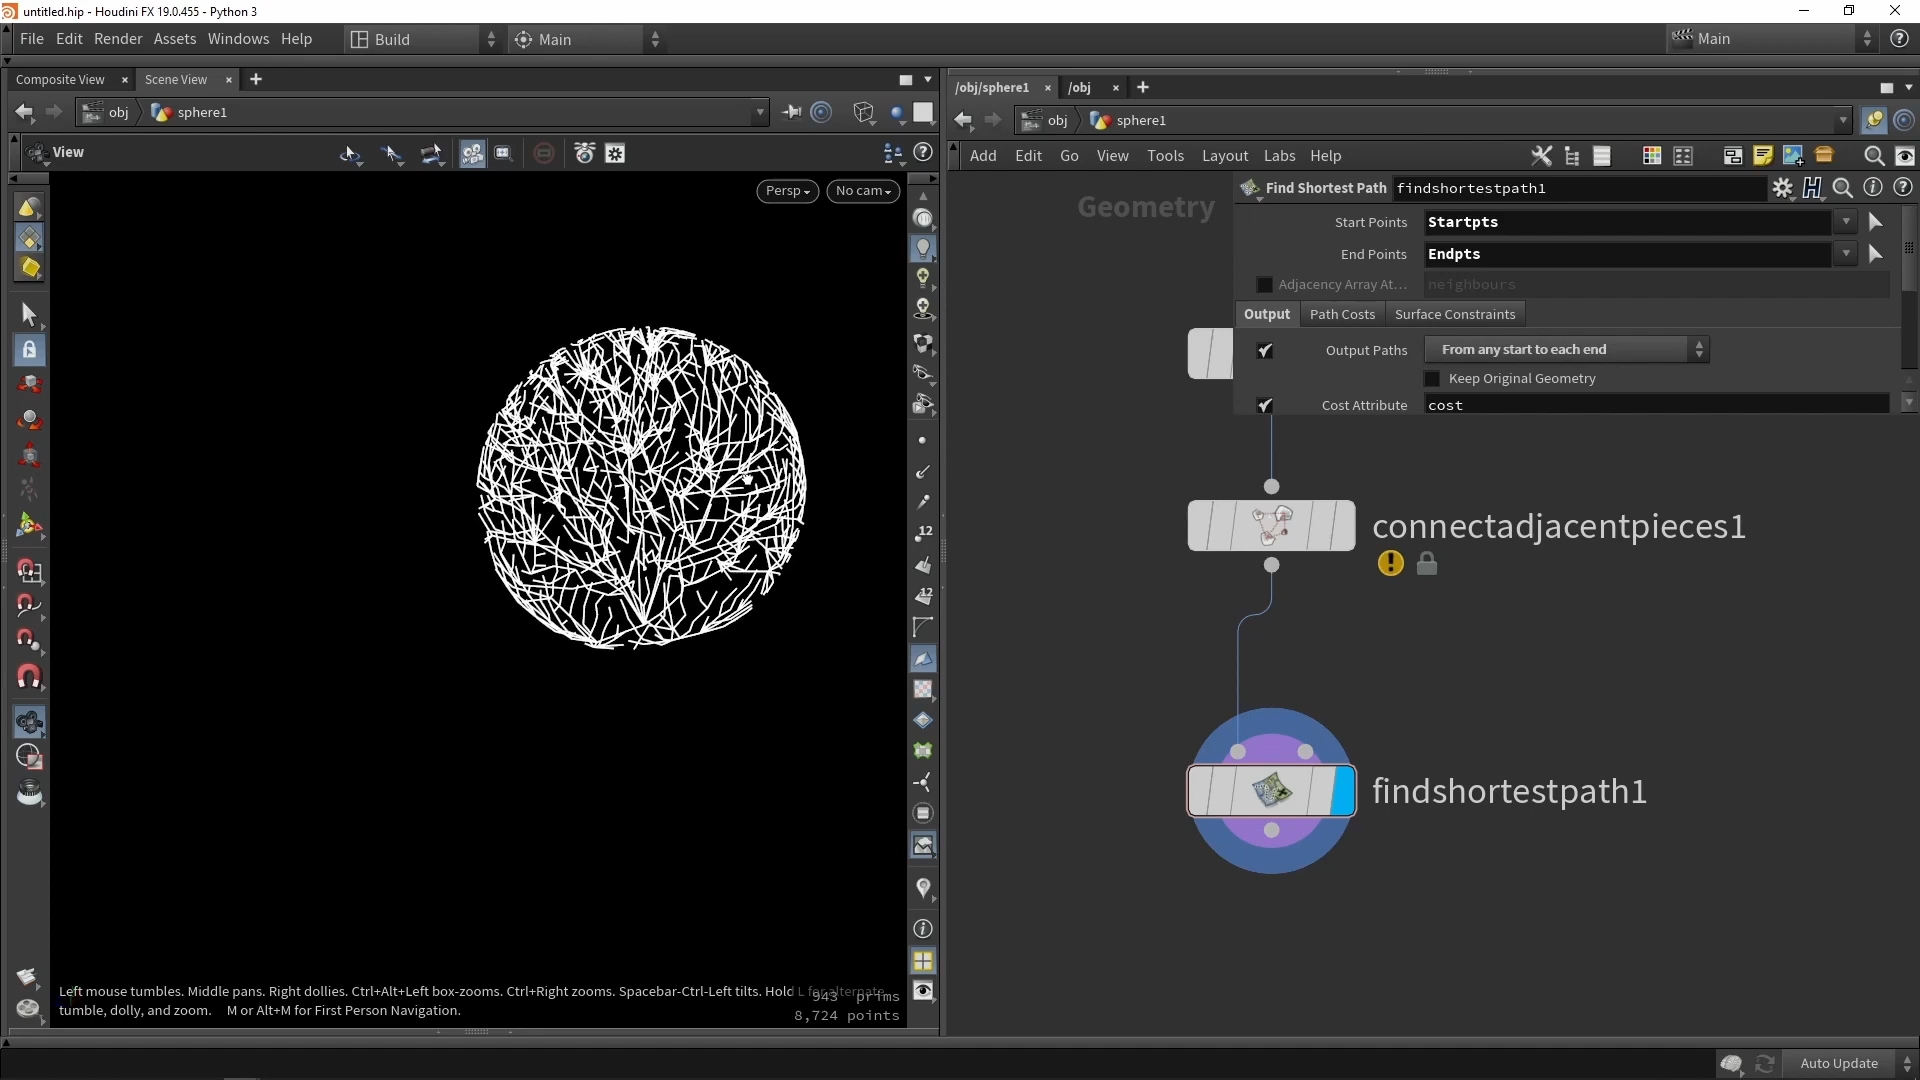 untitled.hip - Houdini FX 19.0.455 - Python 3
File Edit Render Assets Windows Help Build Main Main
Composite View × Scene View × +
/obj/sphere1 × /obj × +
obj sphere1
obj sphere1
View
Add Edit Go View Tools Layout Labs Help
Persp No cam
Geometry
Find Shortest Path findshortestpath1
Start Points Startpts
End Points Endpts
Adjacency Array At... neighbours
Output Path Costs Surface Constraints
Output Paths From any start to each end
Keep Original Geometry
Cost Attribute cost
12
12
connectadjacentpieces1
findshortestpath1
Left mouse tumbles. Middle pans. Right dollies. Ctrl+Alt+Left box-zooms. Ctrl+Right zooms. Spacebar-Ctrl-Left tilts. Hold L for alternate
tumble, dolly, and zoom. M or Alt+M for First Person Navigation.
943 prims
8,724 points
Auto Update